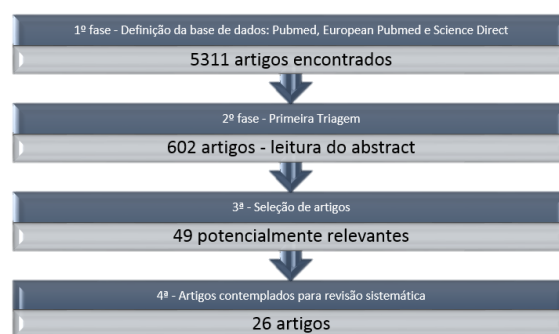 1º fase - Definição da base de dados: Pubmed, European Pubmed e Science Direct
5311 artigos encontrados
2º fase - Primeira Triagem
602 artigos - leitura do abstract
3ª - Seleção de artigos
49 potencialmente relevantes
4ª - Artigos contemplados para revisão sistemática
26 artigos